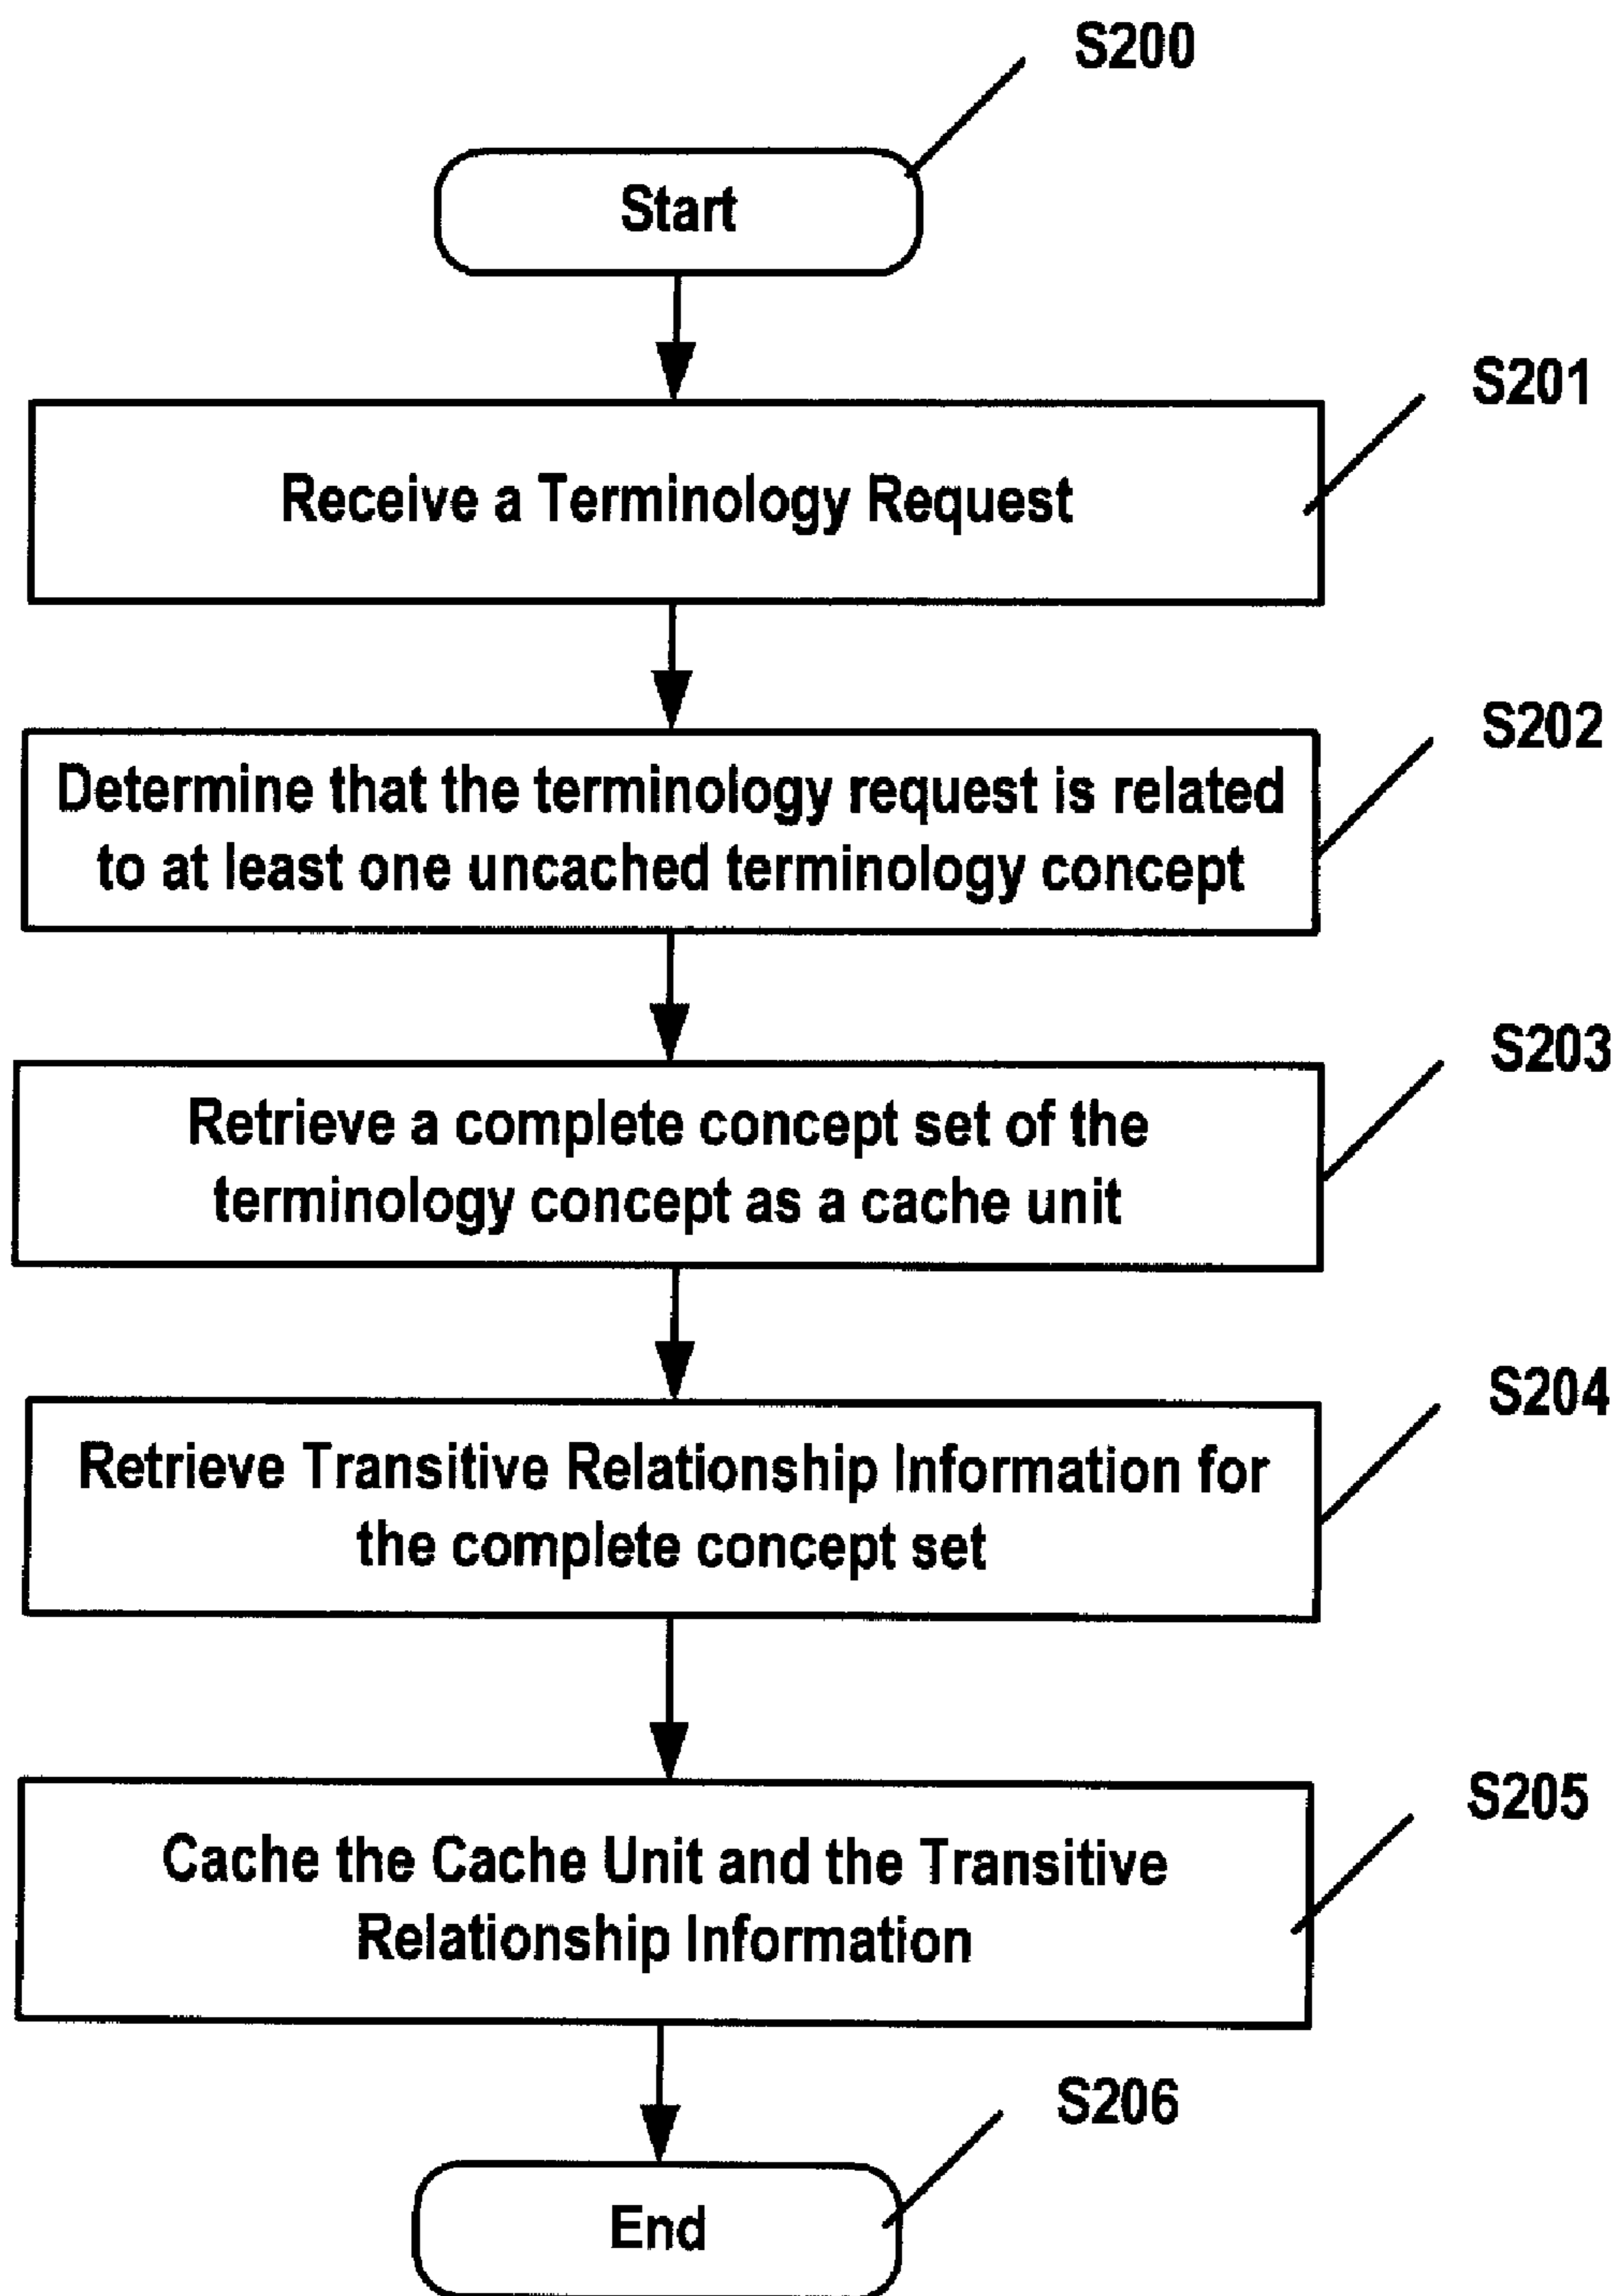 S200
Start
S201
Receive a Terminology Request
S202
Determine that the terminology request is related
to at least one uncached terminology concept
S203
Retrieve a complete concept set of the
terminology concept as a cache unit
S204
Retrieve Transitive Relationship Information for
the complete concept set
S205
Cache the Cache Unit and the Transitive
Relationship Information
S206
End